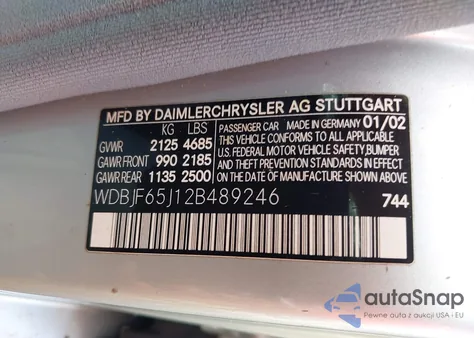 MFD BY DAIMLERCHRYSLER AG STUTTGART
KG LBS
GVWR 2125 4685
GAWR FRONT 990 2185
GAWR REAR 1135 2500
PASSENGER CAR MADE IN GERMANY 01/02
THIS VEHICLE CONFORMS TO ALL APPLICABLE
U.S. FEDERAL MOTOR VEHICLE SAFETY,BUMPER
AND THEFT PREVENTION STANDARDS IN EFFECT
ON THE DATE OF MANUFACTURE SHOWN ABOVE.
WDBJF65J12B489246
744
autoSnap
Pewne auta z aukcji USA - EU